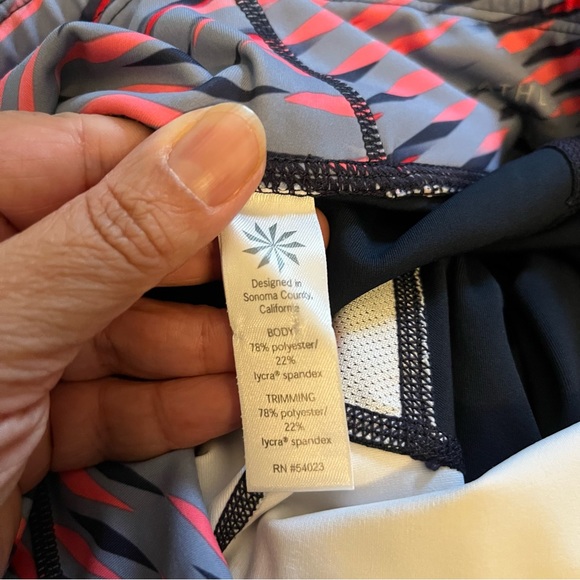 THL
Designed in
Sonoma County,
California
BODY
78% polyester/
22%
lycra® spandex
TRIMMING
78% polyester/
22%
lycra® spandex
RN #54023